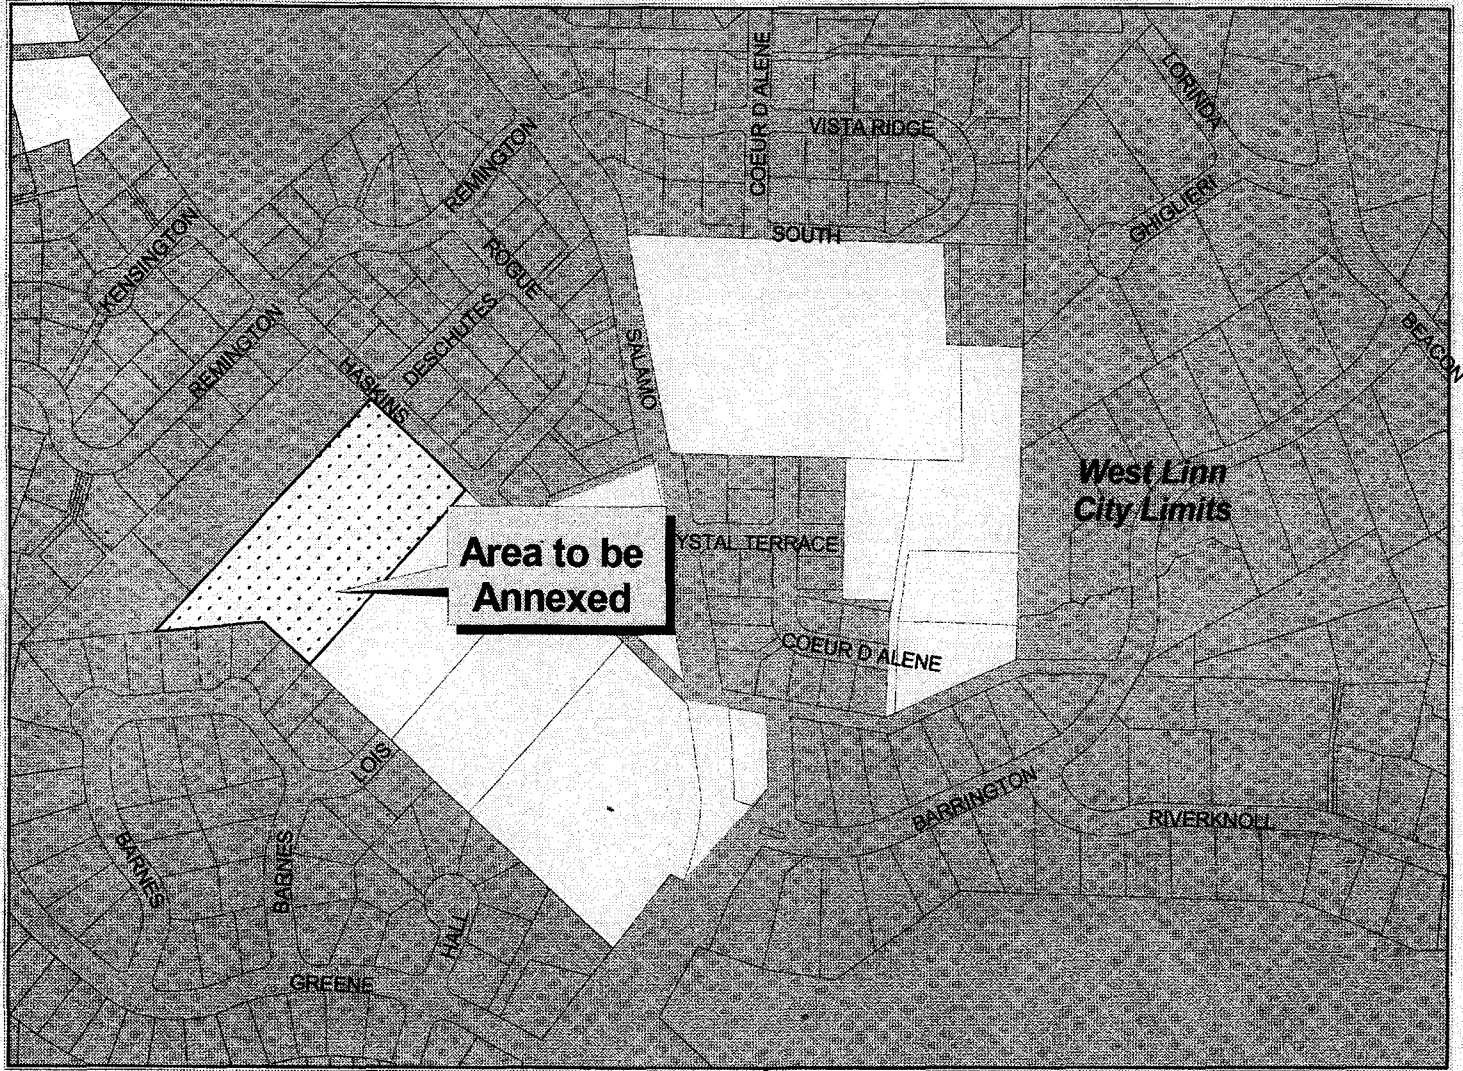 COEUR D ALENE
LORINDA
VISTA RIDGE
REMINGTON
GHIGLIERI
KENSINGTON
SOUTH
ROGUE
DESCHUTES
REMINGTON
SALAMO
BEACON
HASKINS
West Linn
City Limits
Area to be
Annexed
YSTAL TERRACE
COEUR D ALENE
LOIS
BARRINGTON
RIVERKNOLL
BARNES
BARNES
HALL
GREENE